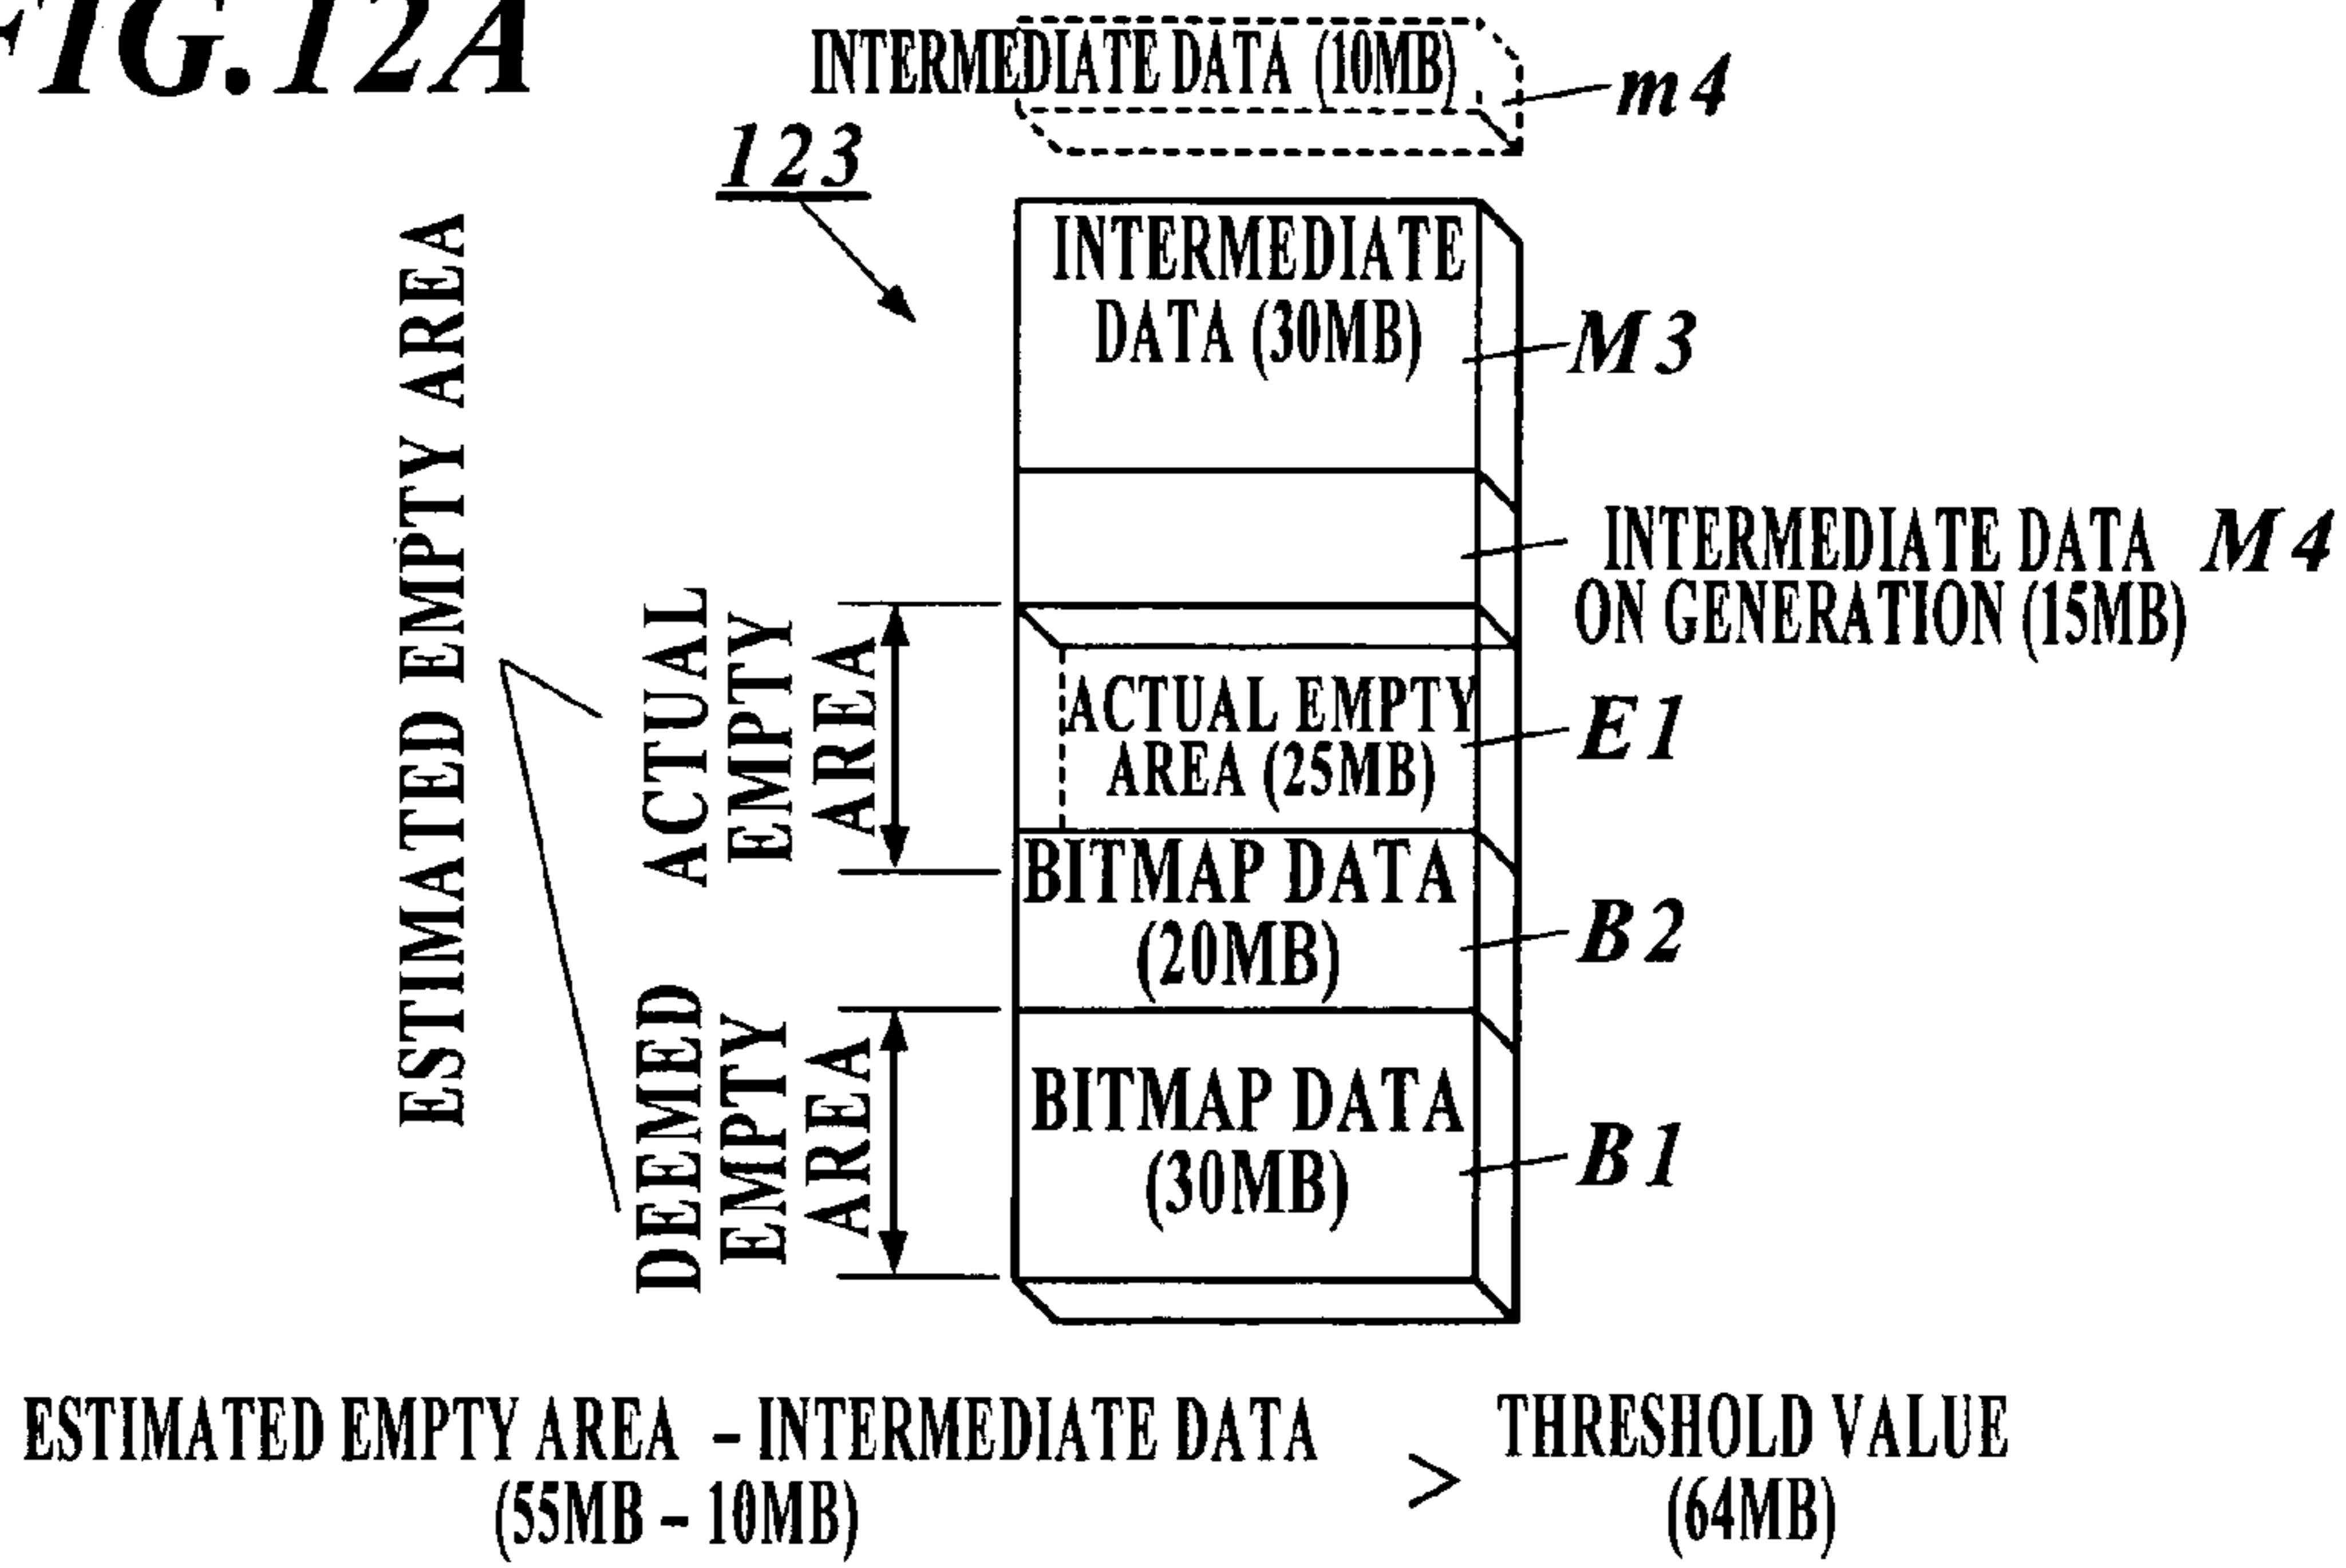 FIG.12A
INTERMEDIATE DATA (10MB)
m4
123
INTERMEDIATE
DATA (30MB)
M3
INTERMEDIATE DATA M4
ON GENERATION (15MB)
ESTIMATED EMPTY AREA
ACTUAL
EMPTY
AREA
ACTUAL EMPTY
AREA (25MB)
E1
BITMAP DATA
(20MB)
B2
DEEMED
EMPTY
AREA
BITMAP DATA
(30MB)
B1
ESTIMATED EMPTY AREA - INTERMEDIATE DATA > THRESHOLD VALUE
(55MB - 10MB) (64MB)